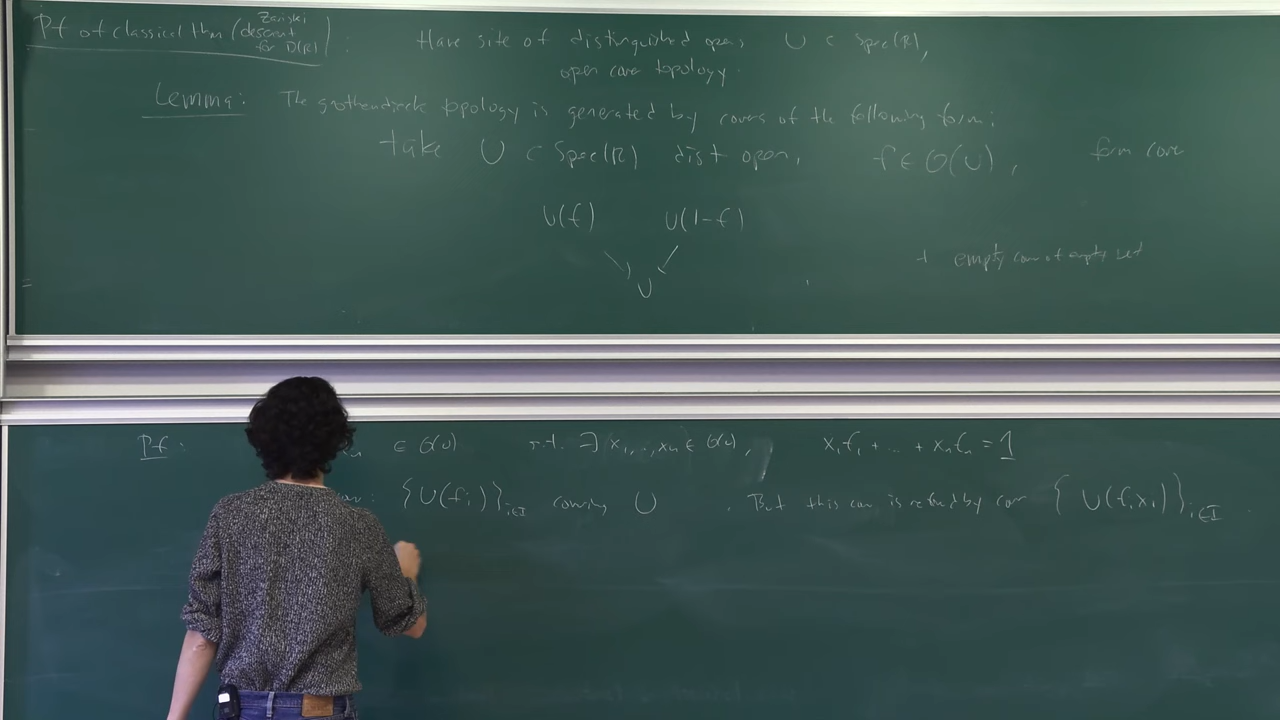 Pf of classical thm (Zariski descent for D(R)): Have site of distinguished opens U ⊂ Spec(R),
open cover topology.
Lemma: The grothendieck topology is generated by covers of the following form:
take U ⊂ Spec(R) dist open, f ∈ O(U), form cover
U(f) U(1-f)
U
+ empty cover of empty set
Pf: ∈ O(U) s.t. ∃ x₁,...,xₙ ∈ O(U), x₁f₁ + ... + xₙfₙ = 1
{U(fᵢ)}ᵢ∈I covering U. But this cov is refined by cov {U(fᵢxᵢ)}ᵢ∈I.